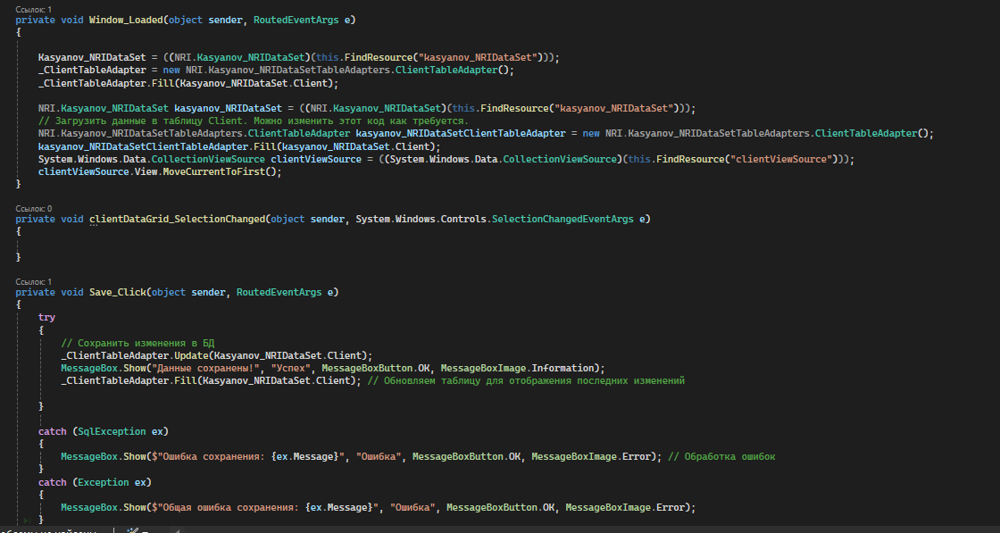 Ссылок: 1
private void Window_Loaded(object sender, RoutedEventArgs e)
{
Kasyanov_NRIDataSet = ((NRI.Kasyanov_NRIDataSet)(this.FindResource("kasyanov_NRIDataSet")));
_ClientTableAdapter = new NRI.Kasyanov_NRIDataSetTableAdapters.ClientTableAdapter();
_ClientTableAdapter.Fill(Kasyanov_NRIDataSet.Client);
NRI.Kasyanov_NRIDataSet kasyanov_NRIDataSet = ((NRI.Kasyanov_NRIDataSet)(this.FindResource("kasyanov_NRIDataSet")));
// Загрузить данные в таблицу Client. Можно изменить этот код как требуется.
NRI.Kasyanov_NRIDataSetTableAdapters.ClientTableAdapter kasyanov_NRIDataSetClientTableAdapter = new NRI.Kasyanov_NRIDataSetTableAdapters.ClientTableAdapter();
kasyanov_NRIDataSetClientTableAdapter.Fill(kasyanov_NRIDataSet.Client);
System.Windows.Data.CollectionViewSource clientViewSource = ((System.Windows.Data.CollectionViewSource)(this.FindResource("clientViewSource")));
clientViewSource.View.MoveCurrentToFirst();
}
Ссылок: 0
private void clientDataGrid_SelectionChanged(object sender, System.Windows.Controls.SelectionChangedEventArgs e)
{
}
Ссылок: 1
private void Save_Click(object sender, RoutedEventArgs e)
{
try
{
// Сохранить изменения в БД
_ClientTableAdapter.Update(Kasyanov_NRIDataSet.Client);
MessageBox.Show("Данные сохранены!", "Успех", MessageBoxButton.OK, MessageBoxImage.Information);
_ClientTableAdapter.Fill(Kasyanov_NRIDataSet.Client); // Обновляем таблицу для отображения последних изменений
}
catch (SqlException ex)
{
MessageBox.Show($"Ошибка сохранения: {ex.Message}", "Ошибка", MessageBoxButton.OK, MessageBoxImage.Error); // Обработка ошибок
}
catch (Exception ex)
{
MessageBox.Show($"Общая ошибка сохранения: {ex.Message}", "Ошибка", MessageBoxButton.OK, MessageBoxImage.Error);
}